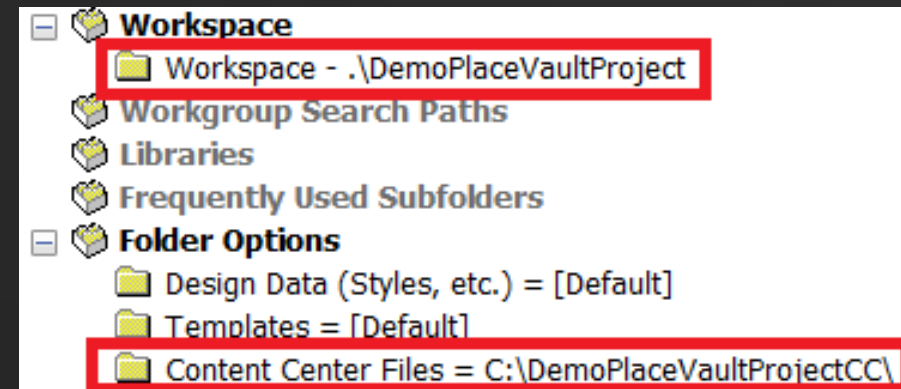 Workspace
Workspace - .\DemoPlaceVaultProject
Workgroup Search Paths
Libraries
Frequently Used Subfolders
Folder Options
Design Data (Styles, etc.) = [Default]
Templates = [Default]
Content Center Files = C:\DemoPlaceVaultProjectCC\